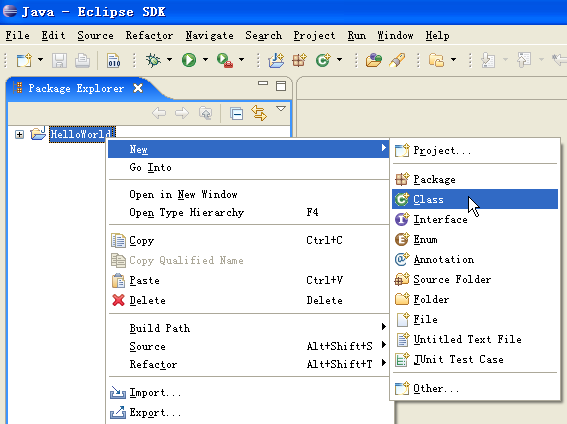 Java - Eclipse SDK
File Edit Source Refactor Navigate Search Project Run Window Help
010
Package Explorer
HelloWorld
New
Go Into
Open in New Window
Open Type Hierarchy F4
Copy Ctrl+C
Copy Qualified Name
Paste Ctrl+V
Delete Delete
Build Path
Source Alt+Shift+S
Refactor Alt+Shift+T
Import...
Export...
Project...
Package
Class
Interface
Enum
Annotation
Source Folder
Folder
File
Untitled Text File
JUnit Test Case
Other...